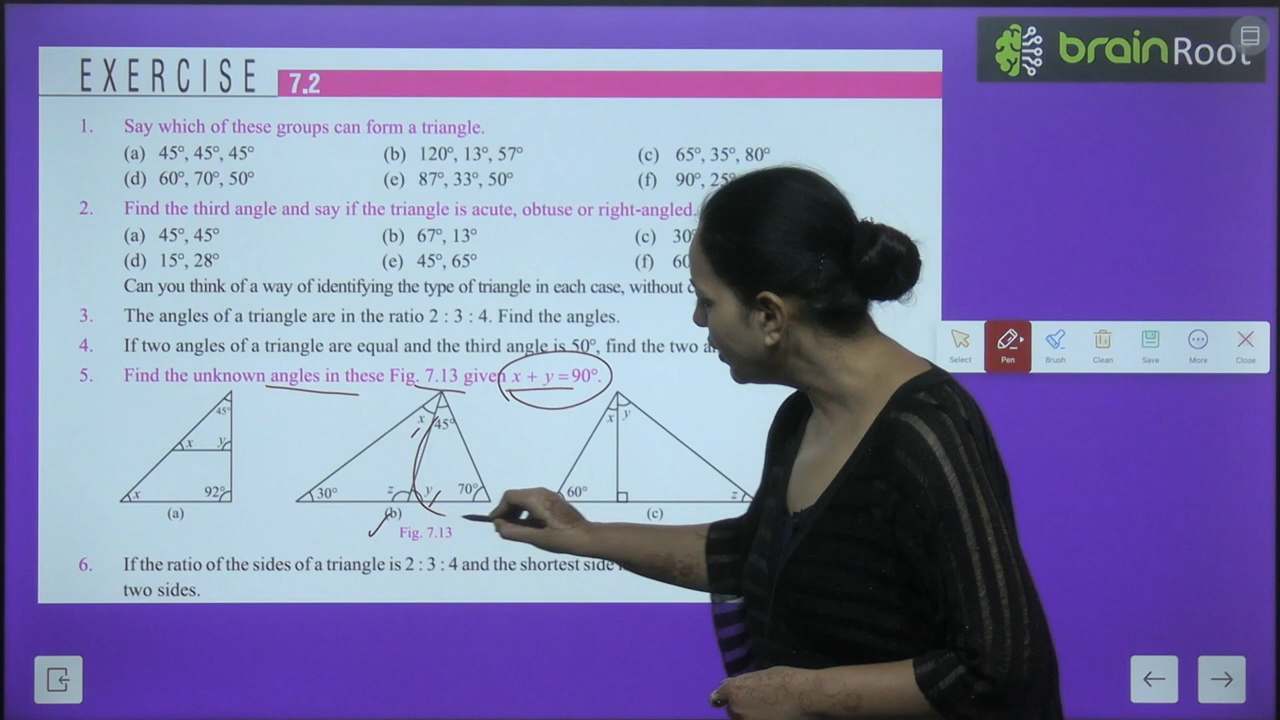 brainRoot
EXERCISE 7.2
1. Say which of these groups can form a triangle.
(a) 45°, 45°, 45° (b) 120°, 13°, 57° (c) 65°, 35°, 80°
(d) 60°, 70°, 50° (e) 87°, 33°, 50° (f) 90°, 25°
2. Find the third angle and say if the triangle is acute, obtuse or right-angled.
(a) 45°, 45° (b) 67°, 13° (c) 30°
(d) 15°, 28° (e) 45°, 65° (f) 60
Can you think of a way of identifying the type of triangle in each case, without
3. The angles of a triangle are in the ratio 2 : 3 : 4. Find the angles.
Select Pen Brush Clean Save More Close
4. If two angles of a triangle are equal and the third angle is 50°, find the two
5. Find the unknown angles in these Fig. 7.13 given x + y = 90°.
45° x y x 92°
(a)
x 45° 30° z y 70°
(b)
x y 60° z
(c)
Fig. 7.13
6. If the ratio of the sides of a triangle is 2 : 3 : 4 and the shortest side
two sides.